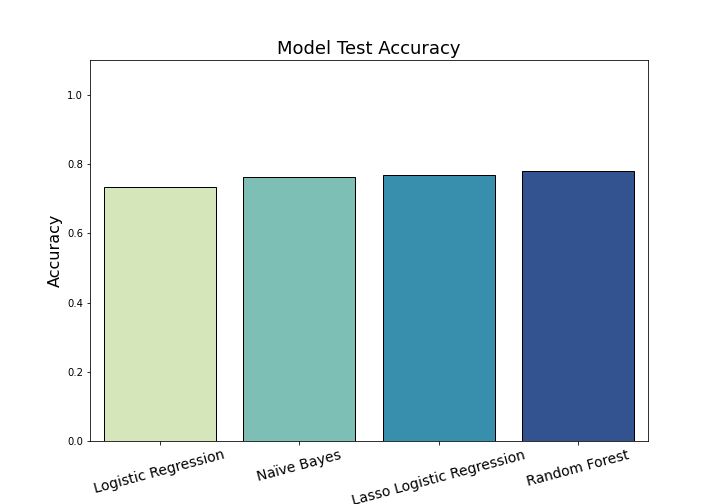 Model Test Accuracy
Accuracy
1.0
0.8
0.6
0.4
0.2
0.0
Logistic Regression
Naïve Bayes
Lasso Logistic Regression
Random Forest